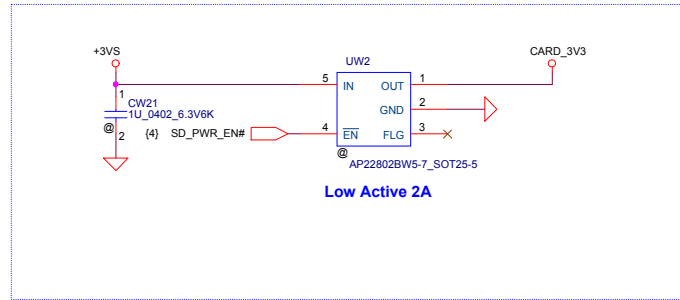 +3VS
CARD_3V3
UW2
5 IN OUT 1
1
CW21
1U_0402_6.3V6K
GND 2
@
2
{4} SD_PWR_EN# 4 EN FLG 3
@
AP22802BW5-7_SOT25-5
Low Active 2A